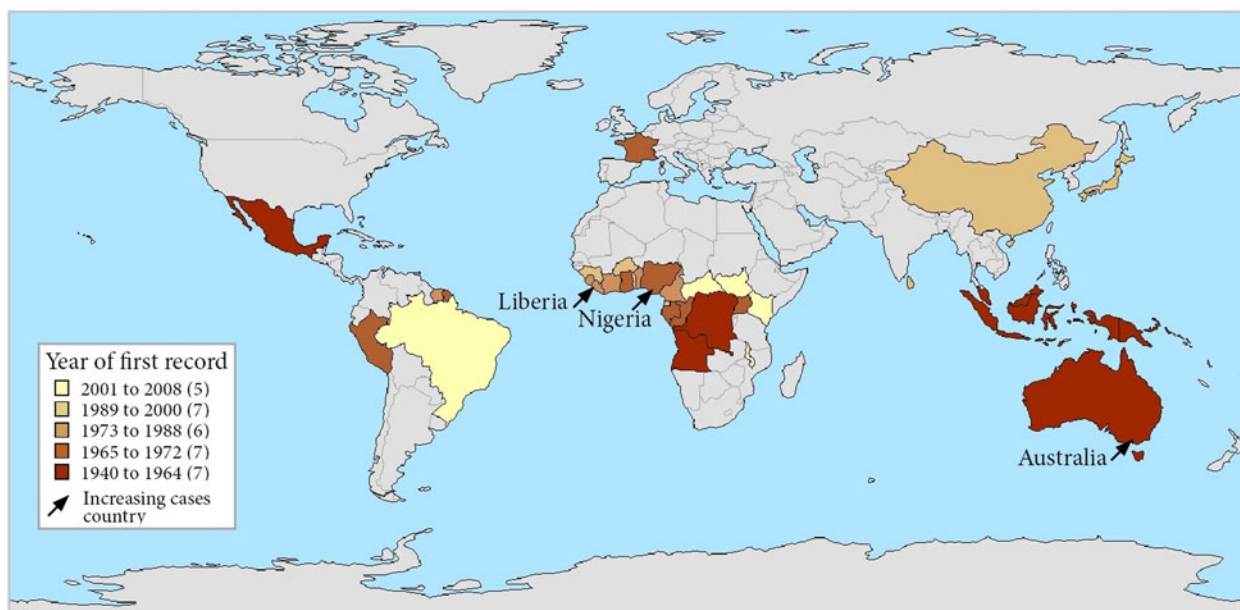 Liberia
Nigeria
Australia
Year of first record
2001 to 2008 (5)
1989 to 2000 (7)
1973 to 1988 (6)
1965 to 1972 (7)
1940 to 1964 (7)
Increasing cases
country